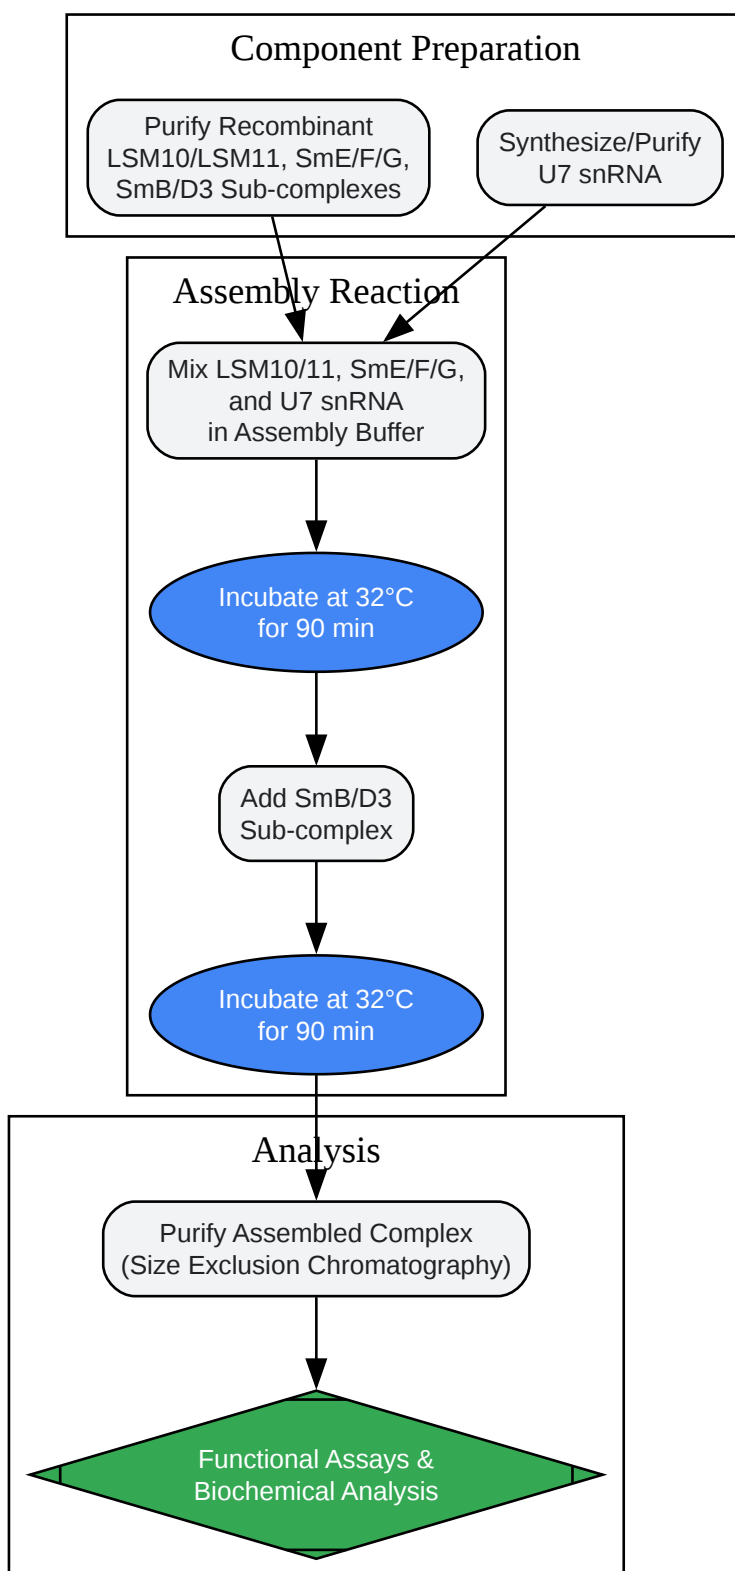 Component Preparation
Purify Recombinant
LSM10/LSM11, SmE/F/G,
SmB/D3 Sub-complexes
Synthesize/Purify
U7 snRNA
Assembly Reaction
Mix LSM10/11, SmE/F/G,
and U7 snRNA
in Assembly Buffer
Incubate at 32°C
for 90 min
Add SmB/D3
Sub-complex
Incubate at 32°C
for 90 min
Analysis
Purify Assembled Complex
(Size Exclusion Chromatography)
Functional Assays &
Biochemical Analysis